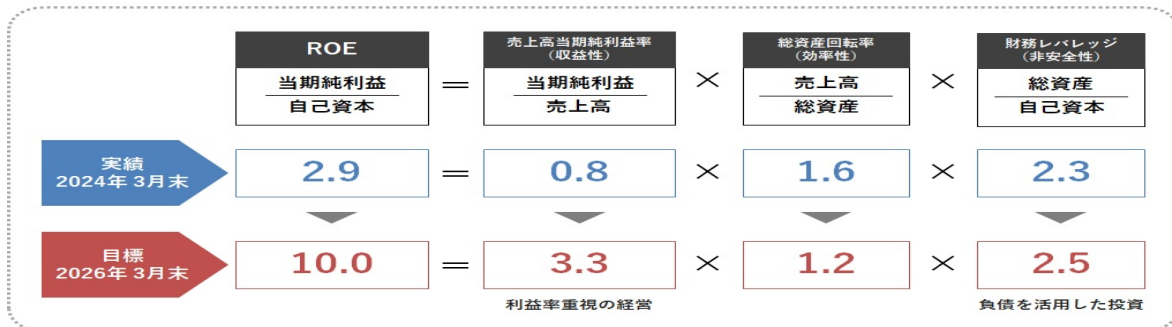 ROE
当期純利益
自己資本
=
売上高当期純利益率
(収益性)
当期純利益
売上高
×
総資産回転率
(効率性)
売上高
総資産
×
財務レバレッジ
(非安全性)
総資産
自己資本
実績
2024年 3月末
2.9
=
0.8
×
1.6
×
2.3
目標
2026年 3月末
10.0
=
3.3
×
1.2
×
2.5
利益率重視の経営
負債を活用した投資